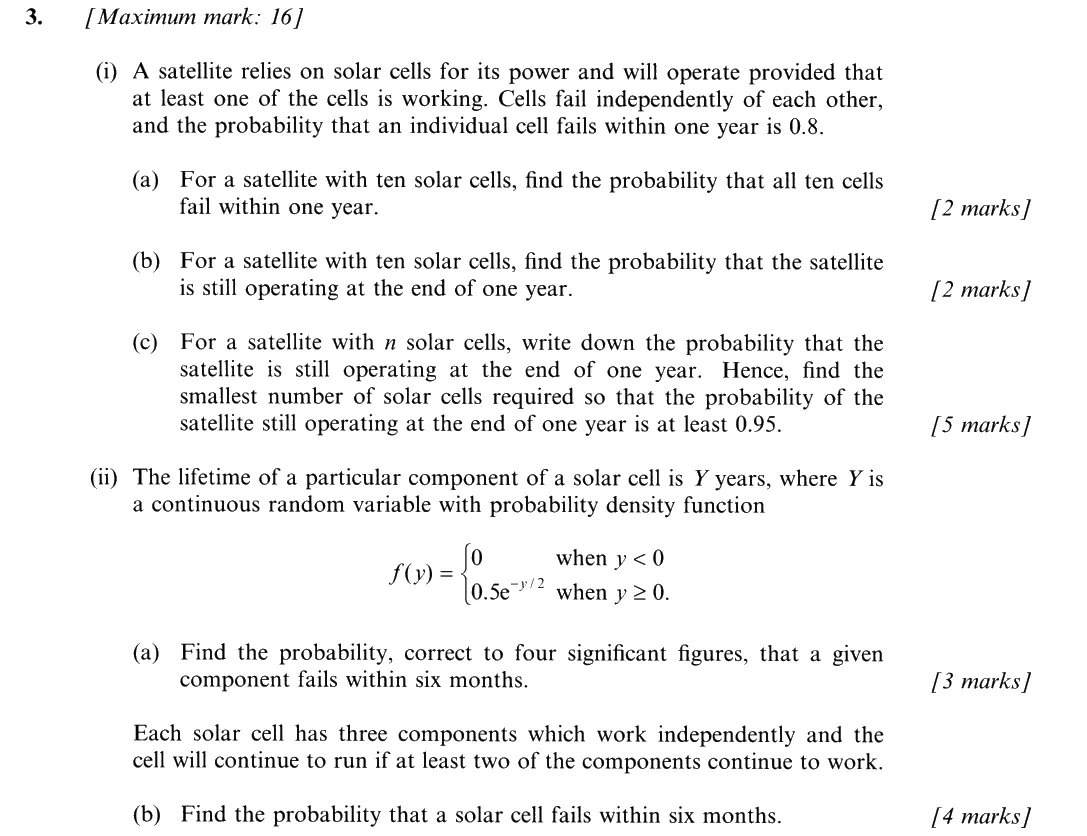 3. [Maximum mark: 16]
(i) A satellite relies on solar cells for its power and will operate provided that
at least one of the cells is working. Cells fail independently of each other,
and the probability that an individual cell fails within one year is 0.8.
(a) For a satellite with ten solar cells, find the probability that all ten cells
fail within one year. [2 marks]
(b) For a satellite with ten solar cells, find the probability that the satellite
is still operating at the end of one year. [2 marks]
(c) For a satellite with n solar cells, write down the probability that the
satellite is still operating at the end of one year. Hence, find the
smallest number of solar cells required so that the probability of the
satellite still operating at the end of one year is at least 0.95. [5 marks]
(ii) The lifetime of a particular component of a solar cell is Y years, where Y is
a continuous random variable with probability density function
f(y) = { 0 when y < 0
0.5e^{-y/2} when y ≥ 0.
(a) Find the probability, correct to four significant figures, that a given
component fails within six months. [3 marks]
Each solar cell has three components which work independently and the
cell will continue to run if at least two of the components continue to work.
(b) Find the probability that a solar cell fails within six months. [4 marks]